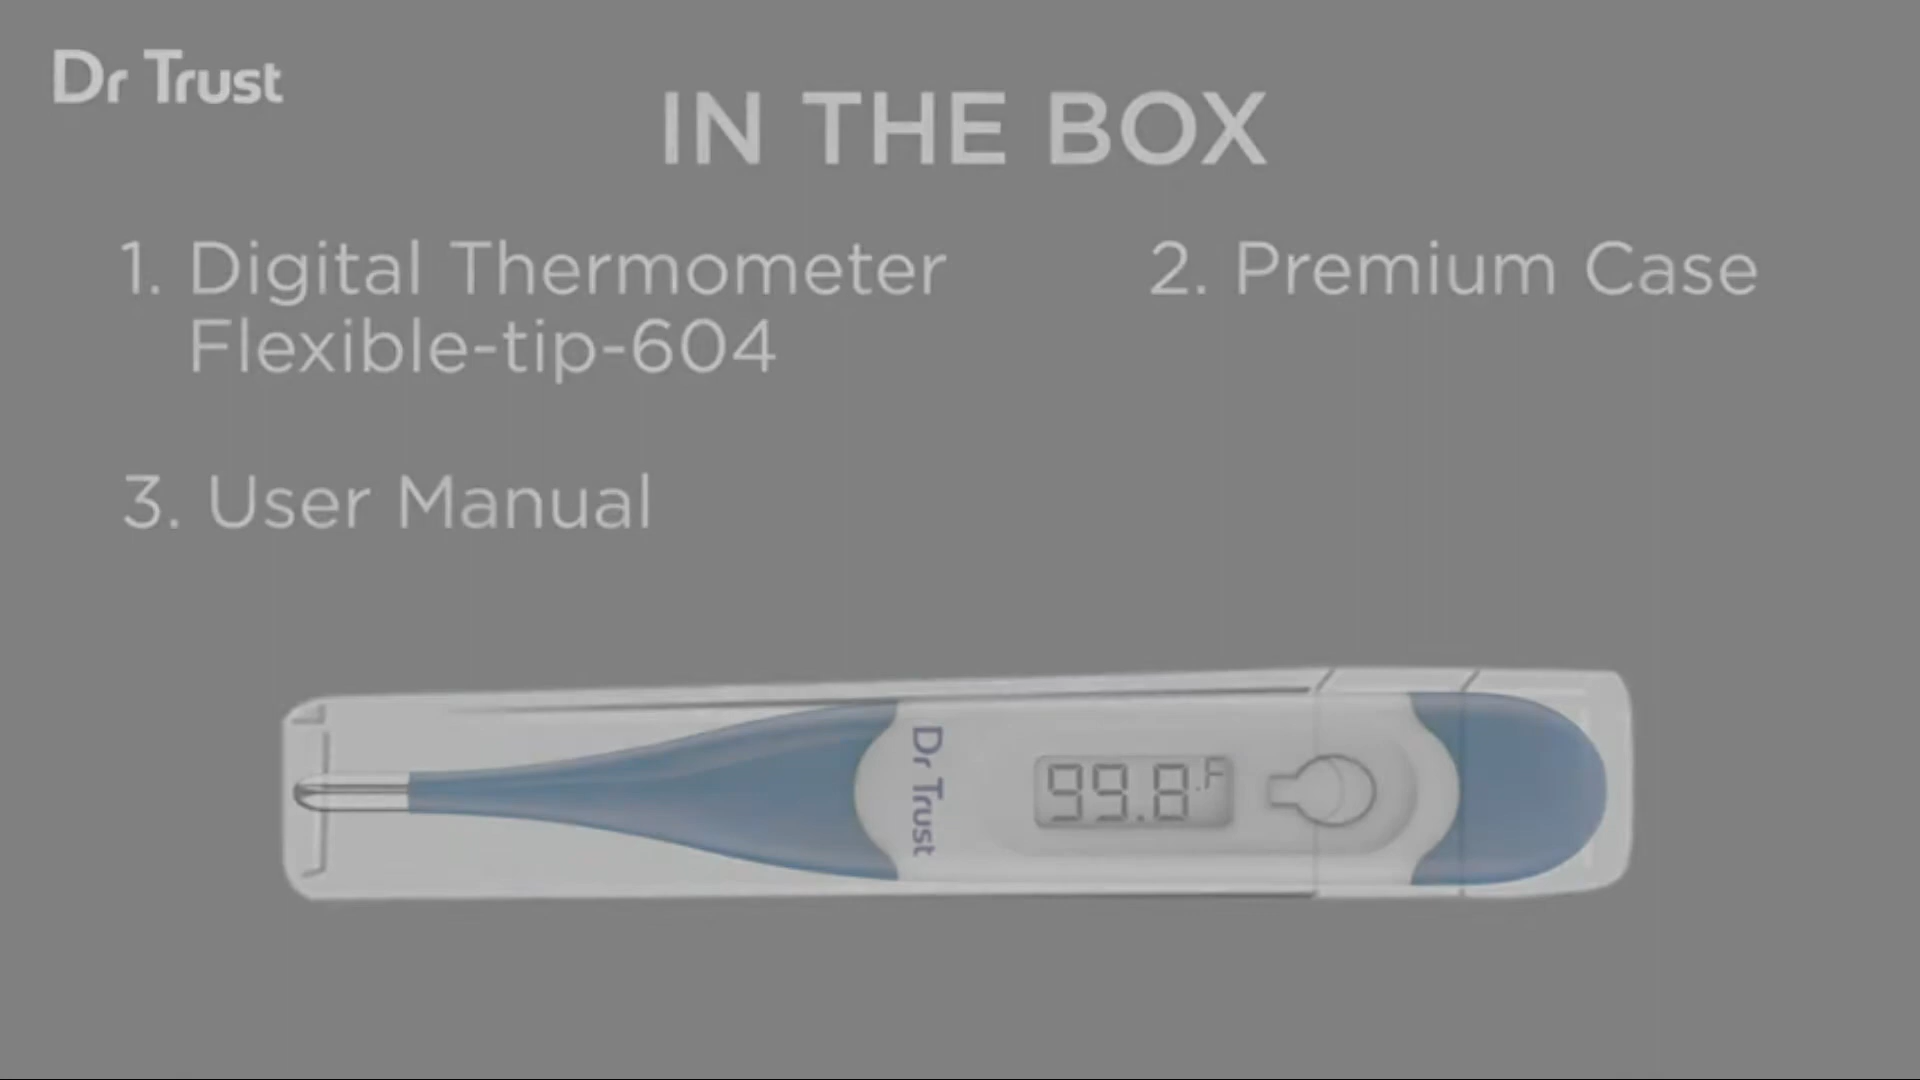 Dr Trust
IN THE BOX
1. Digital Thermometer
Flexible-tip-604
2. Premium Case
3. User Manual
Dr Trust
99.8°F